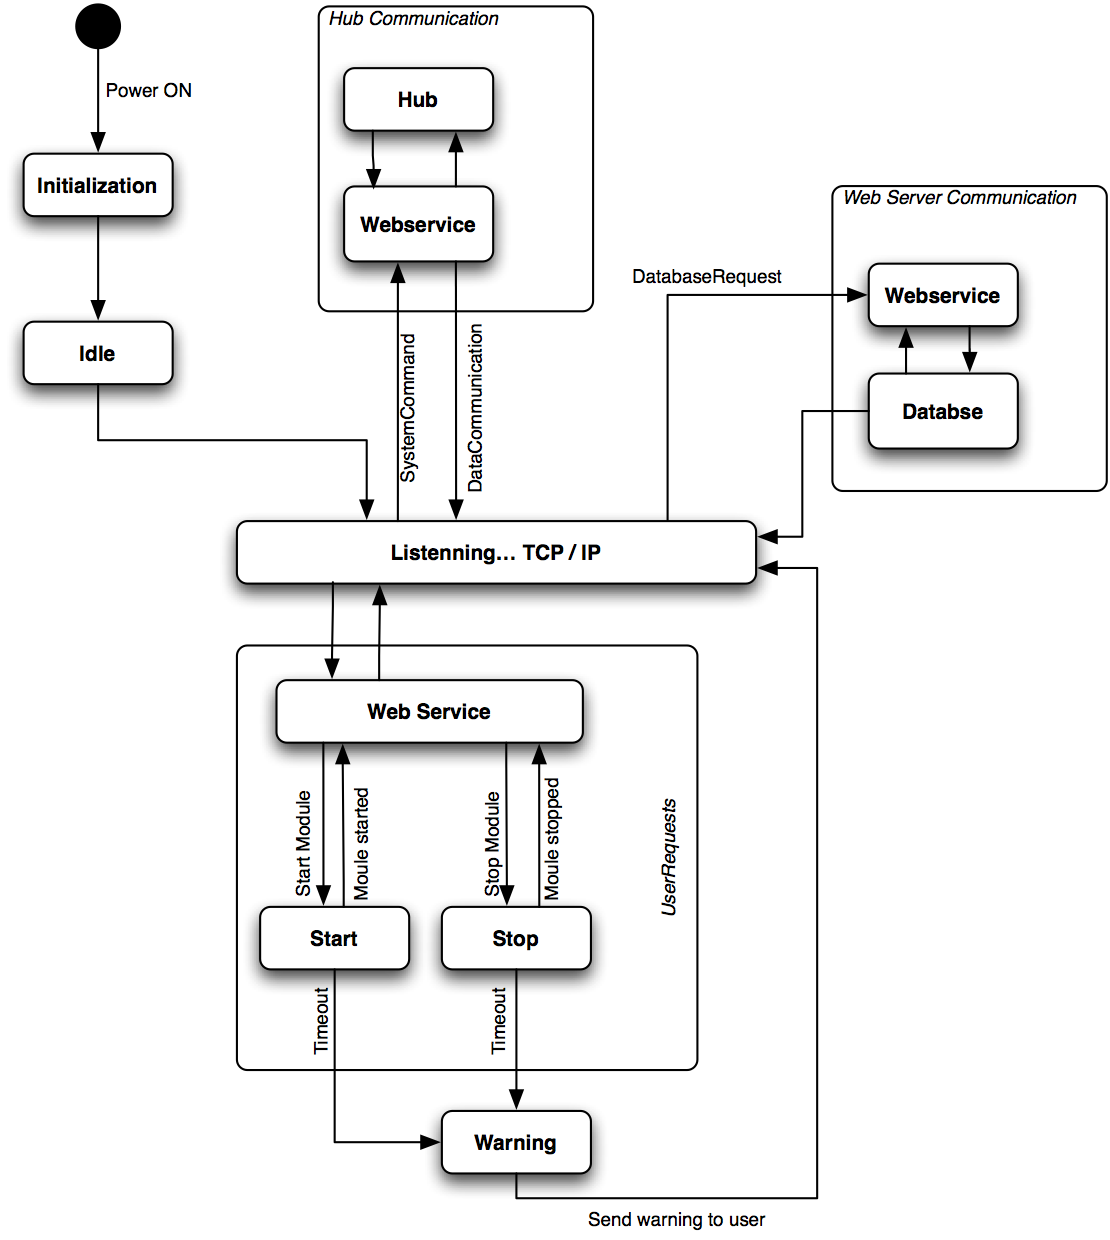 Hub Communication
Power ON
Hub
Initialization
Webservice
Web Server Communication
DatabaseRequest
Webservice
Idle
SystemCommand
DataCommunication
Databse
Listenning... TCP / IP
Web Service
Start Module
Moule started
Stop Module
Moule stopped
UserRequests
Start
Stop
Timeout
Timeout
Warning
Send warning to user